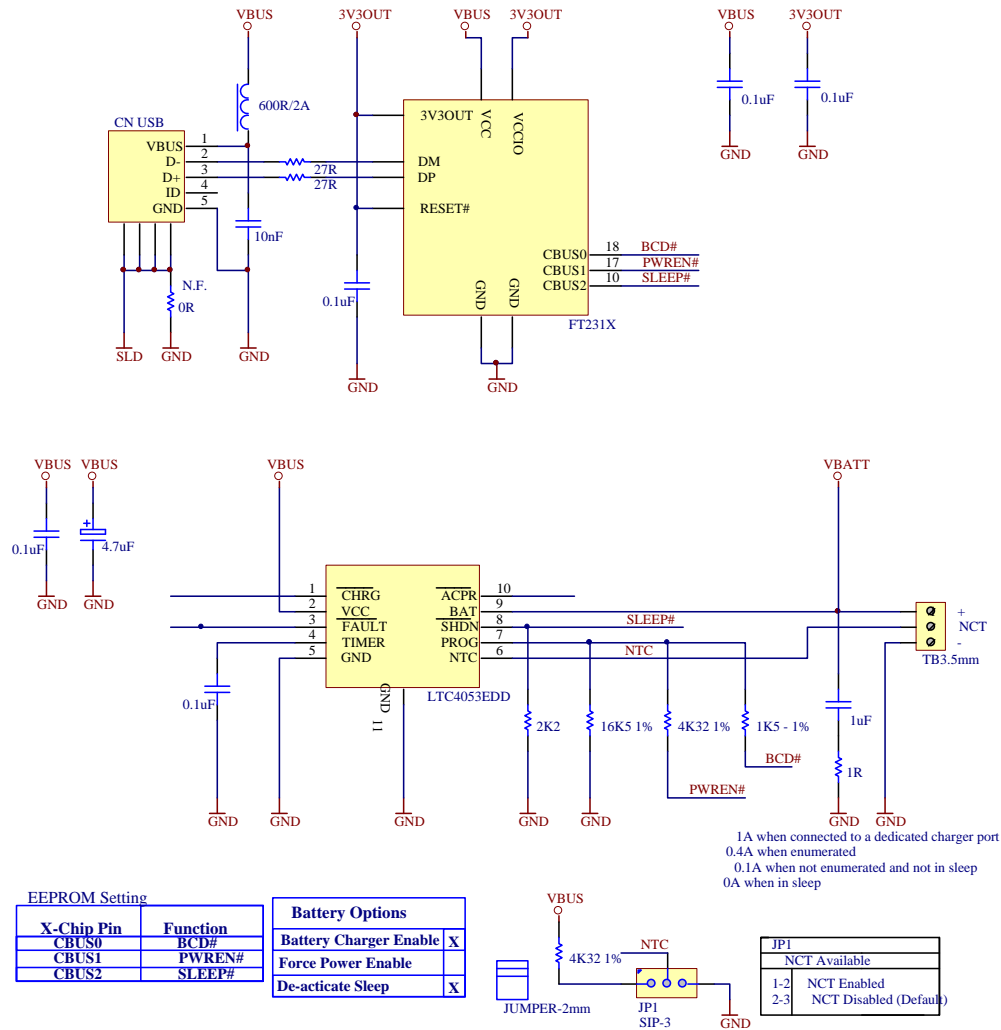 VBUS 3V3OUT VBUS 3V3OUT VBUS 3V3OUT
600R/2A
0.1uF 0.1uF
GND GND
CN USB
VBUS 1
D- 2
D+ 3
ID 4
GND 5
27R
27R
10nF
N.F.
0R
SLD GND GND
0.1uF
GND
3V3OUT
VCC
VCCIO
DM
DP
RESET#
CBUS0 18 BCD#
CBUS1 17 PWREN#
CBUS2 10 SLEEP#
GND
GND
FT231X
GND
VBUS VBUS VBUS VBATT
0.1uF
+
4.7uF
GND GND
1 CHRG ACPR 10
2 VCC BAT 9
3 FAULT SHDN 8 SLEEP#
4 TIMER PROG 7
5 GND NTC 6 NTC
GND
11
LTC4053EDD
+
NCT
-
TB3.5mm
0.1uF
2K2
16K5 1%
4K32 1%
1K5 - 1%
1uF
BCD#
1R
PWREN#
GND GND GND GND GND GND GND
1A when connected to a dedicated charger port
0.4A when enumerated
0.1A when not enumerated and not in sleep
0A when in sleep
EEPROM Setting
X-Chip Pin Function
CBUS0 BCD#
CBUS1 PWREN#
CBUS2 SLEEP#
Battery Options
Battery Charger Enable X
Force Power Enable
De-acticate Sleep X
VBUS
4K32 1%
NTC
JUMPER-2mm
JP1
SIP-3
GND
JP1
NCT Available
1-2 NCT Enabled
2-3 NCT Disabled (Default)